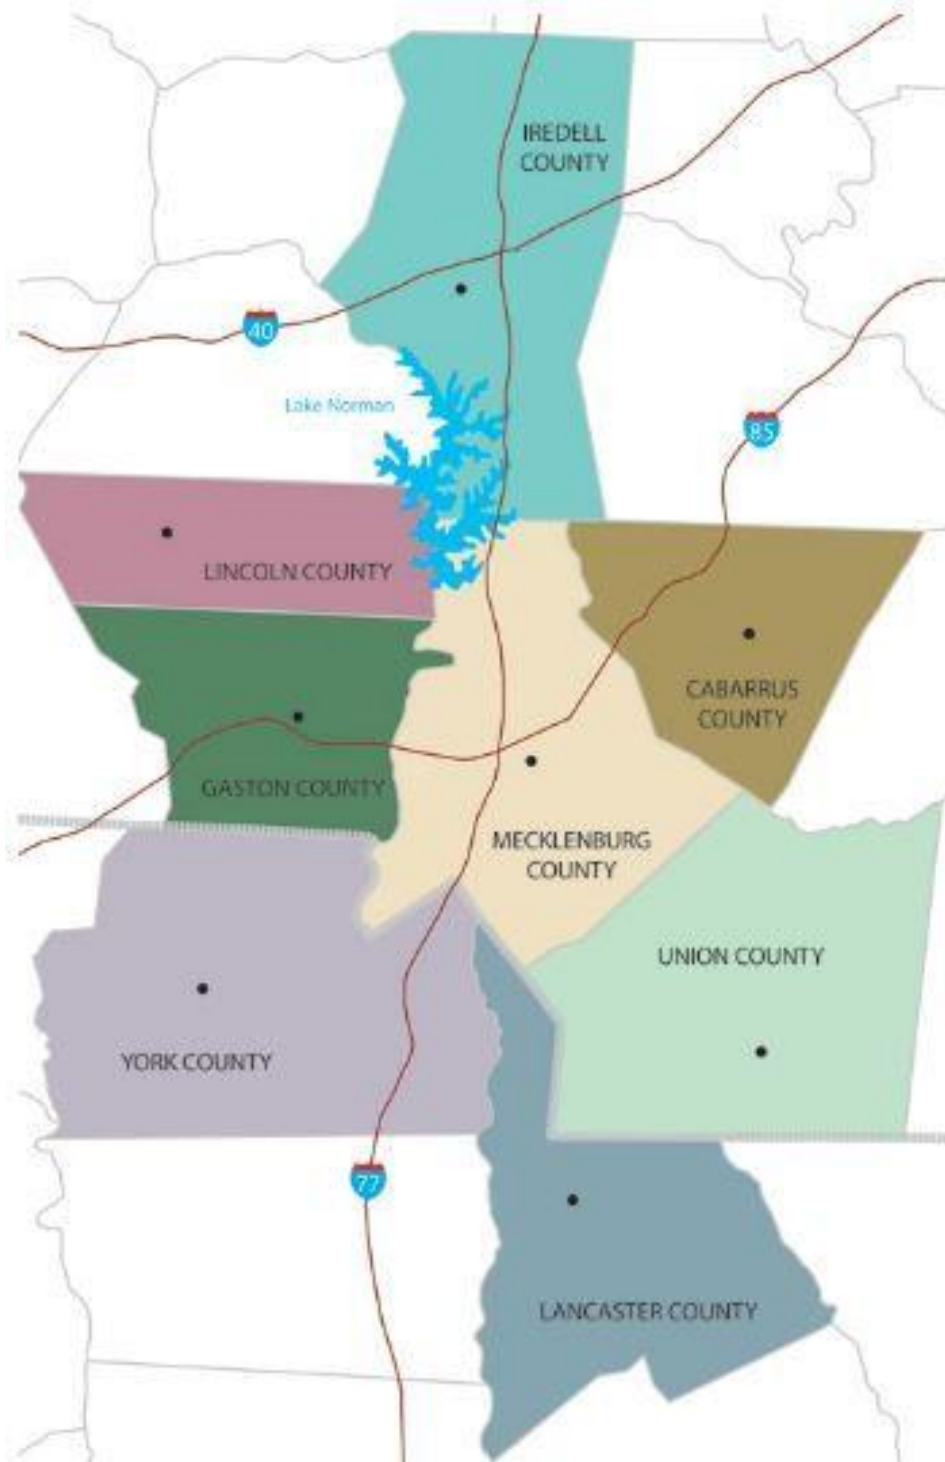 IREDELL
COUNTY
40
Lake Norman
85
LINCOLN COUNTY
CABARRUS
COUNTY
GASTON COUNTY
MECKLENBURG
COUNTY
UNION COUNTY
YORK COUNTY
77
LANCASTER COUNTY